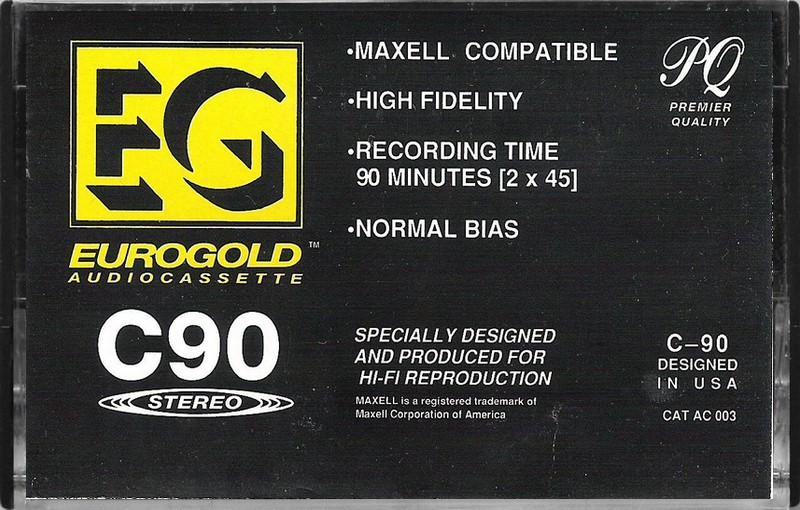 EG
EUROGOLD™
AUDIOCASSETTE
C90
STEREO
•MAXELL COMPATIBLE
•HIGH FIDELITY
•RECORDING TIME
90 MINUTES [2 x 45]
•NORMAL BIAS
SPECIALLY DESIGNED
AND PRODUCED FOR
HI-FI REPRODUCTION
MAXELL is a registered trademark of
Maxell Corporation of America
PQ
PREMIER
QUALITY
C–90
DESIGNED
IN USA
CAT AC 003